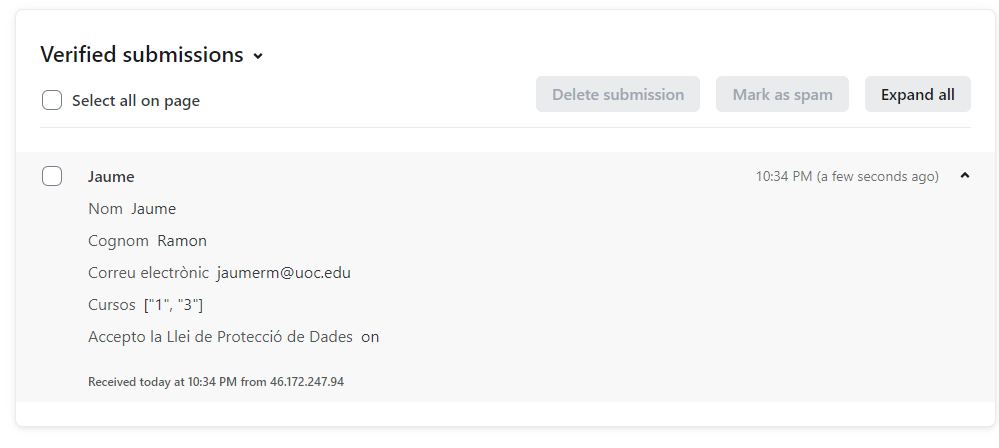 Verified submissions
Select all on page
Delete submission
Mark as spam
Expand all
Jaume
10:34 PM (a few seconds ago)
Nom Jaume
Cognom Ramon
Correu electrònic jaumerm@uoc.edu
Cursos ["1", "3"]
Accepto la Llei de Protecció de Dades on
Received today at 10:34 PM from 46.172.247.94